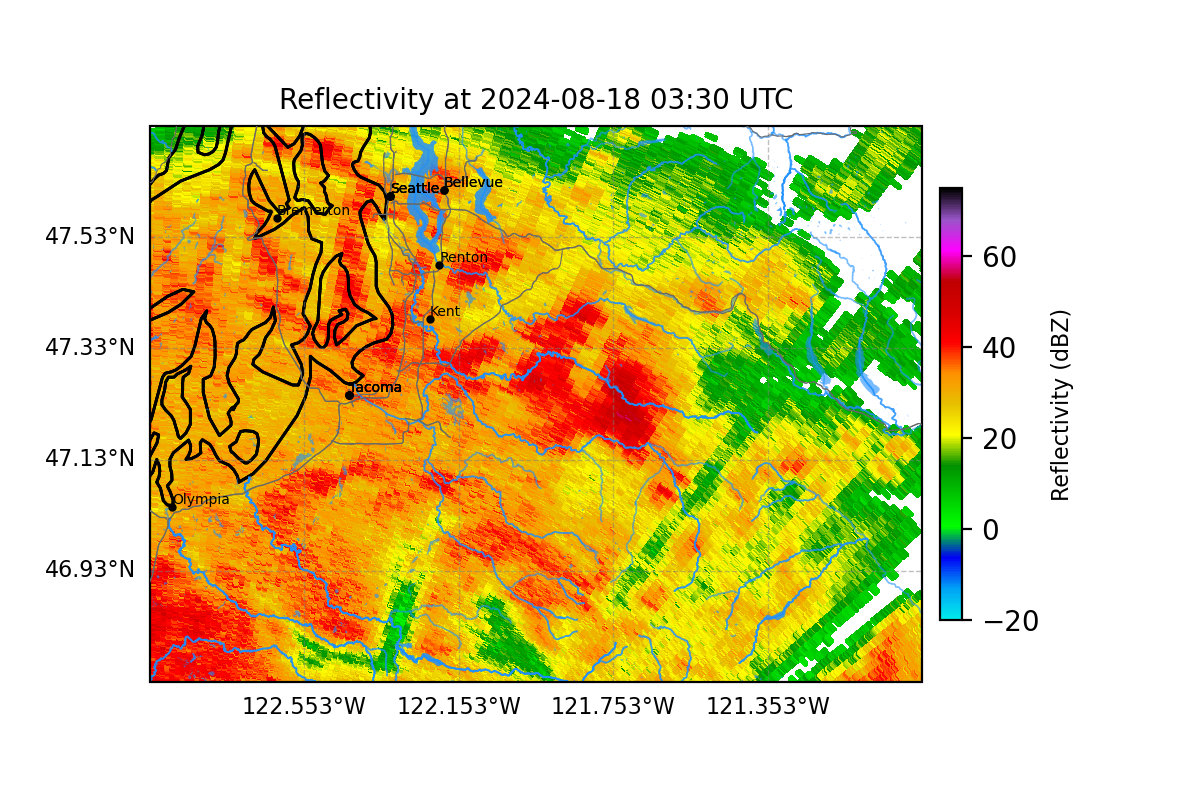 Reflectivity at 2024-08-18 03:30 UTC
Seattle
Bellevue
Bremerton
47.53°N
Renton
60
Kent
47.33°N
40
Tacoma
20
47.13°N
Olympia
0
46.93°N
−20
Reflectivity (dBZ)
122.553°W 122.153°W 121.753°W 121.353°W